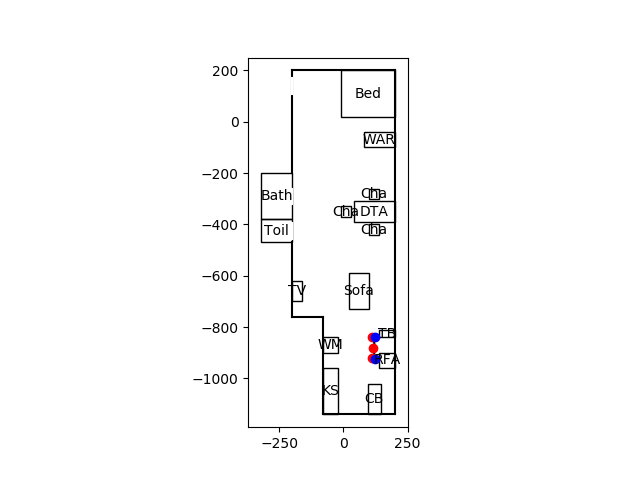 200
Bed
0
WAR
−200
Bath
Cha
Cha
DTA
−400
Toil
Cha
−600
TV
Sofa
−800
TB
WM
RFA
−1000
KS
CB
−250
0
250